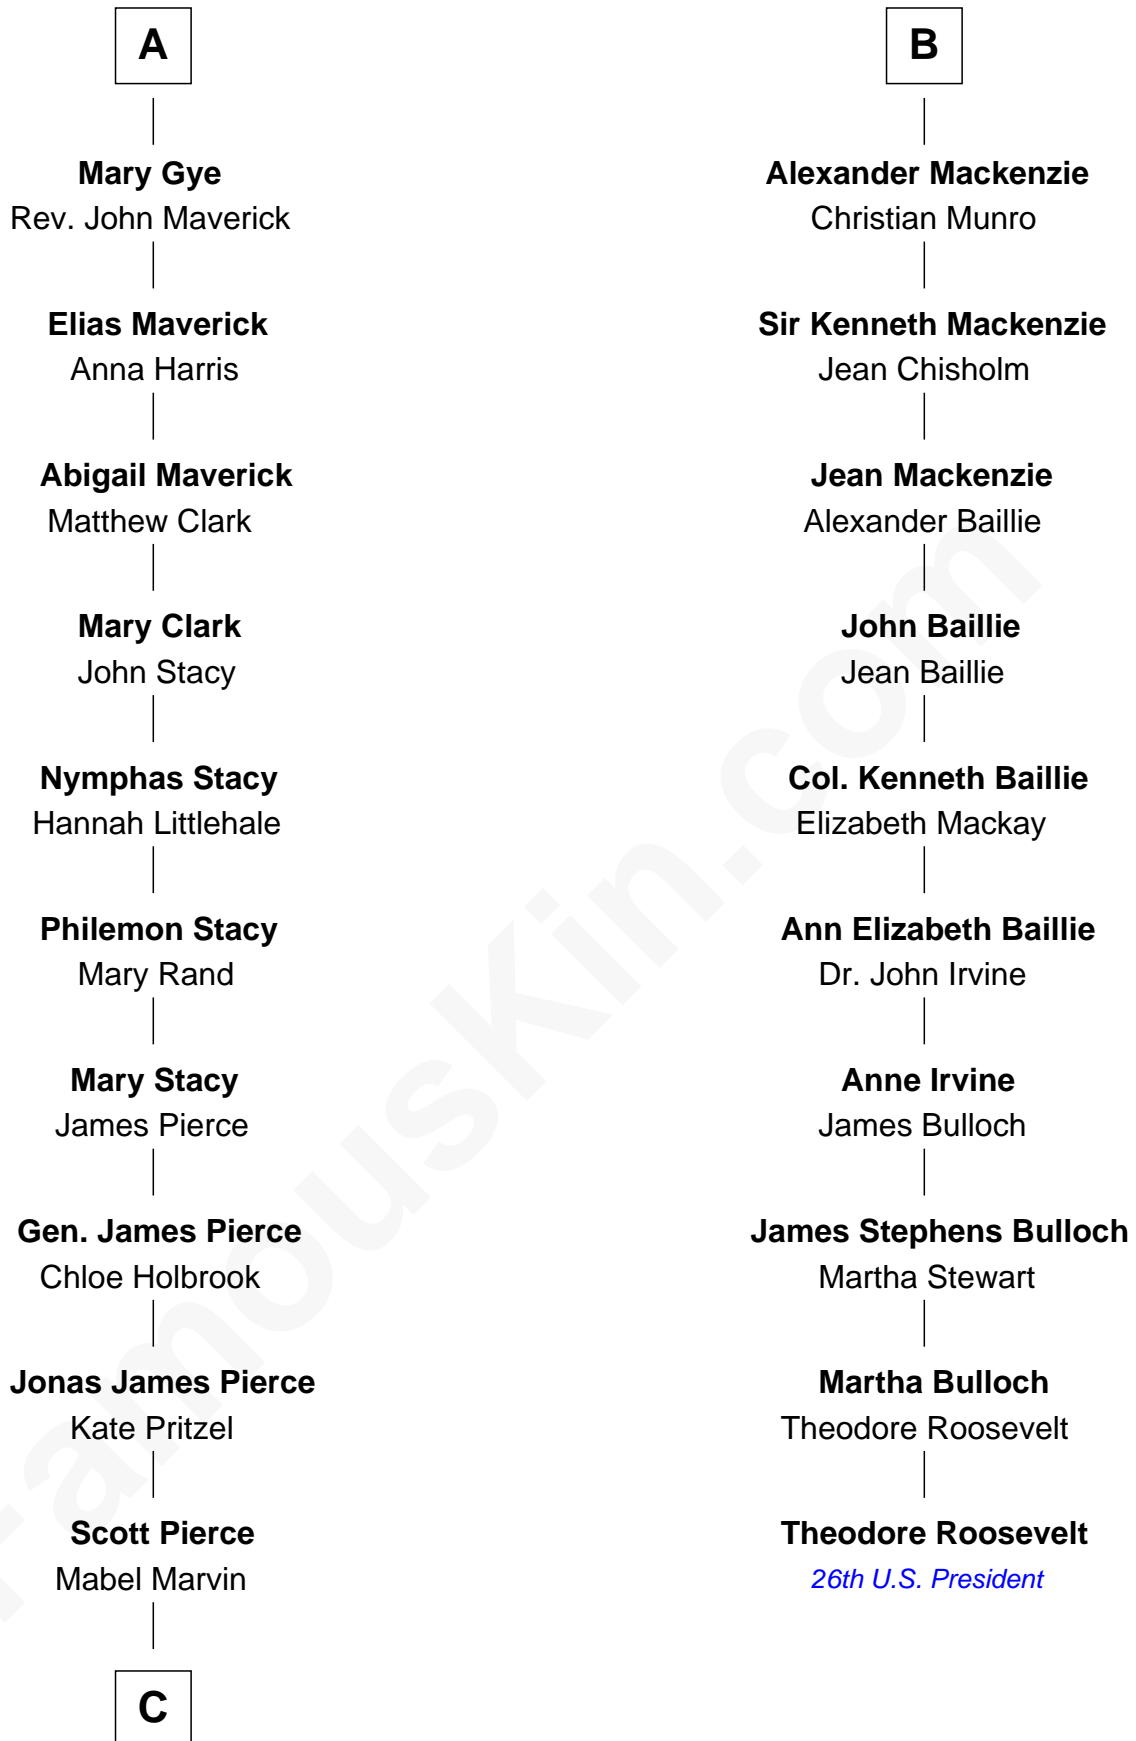 A
Mary Gye
Rev. John Maverick
Elias Maverick
Anna Harris
Abigail Maverick
Matthew Clark
Mary Clark
John Stacy
Nymphas Stacy
Hannah Littlehale
Philemon Stacy
Mary Rand
Mary Stacy
James Pierce
Gen. James Pierce
Chloe Holbrook
Jonas James Pierce
Kate Pritzel
Scott Pierce
Mabel Marvin
C
B
Alexander Mackenzie
Christian Munro
Sir Kenneth Mackenzie
Jean Chisholm
Jean Mackenzie
Alexander Baillie
John Baillie
Jean Baillie
Col. Kenneth Baillie
Elizabeth Mackay
Ann Elizabeth Baillie
Dr. John Irvine
Anne Irvine
James Bulloch
James Stephens Bulloch
Martha Stewart
Martha Bulloch
Theodore Roosevelt
Theodore Roosevelt
26th U.S. President
FamousKin.com